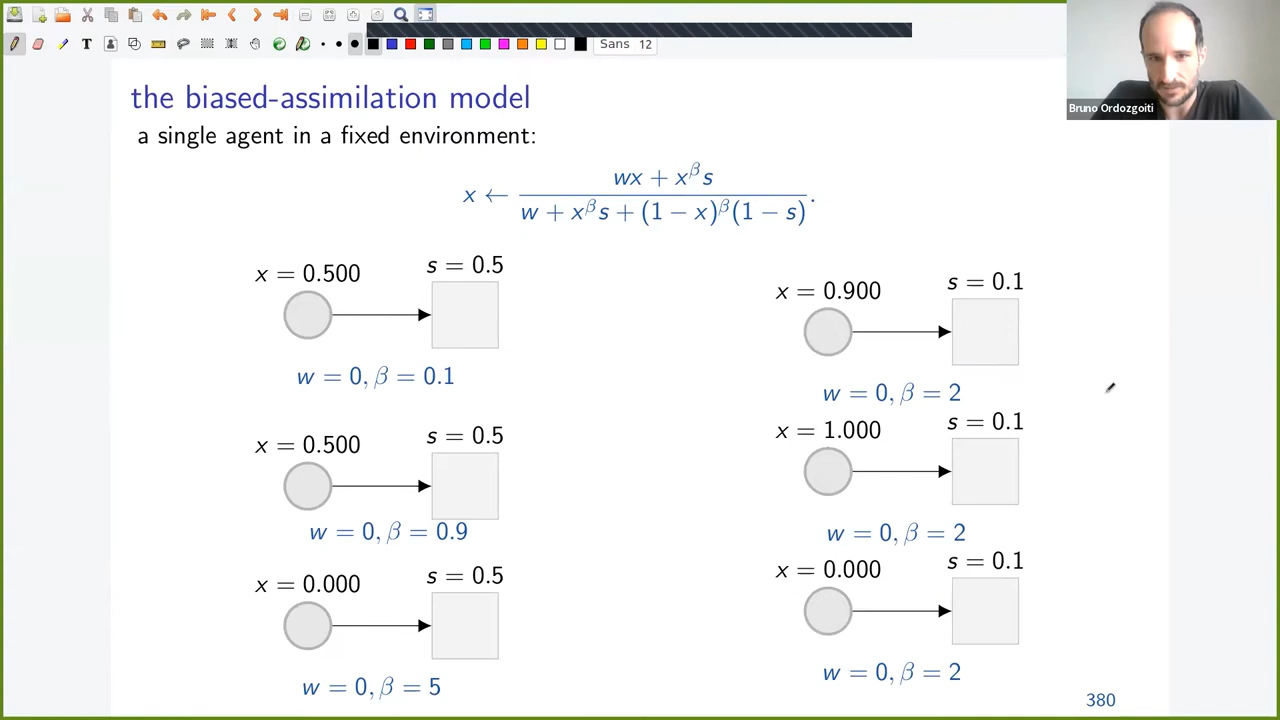 T
Sans 12
Bruno Ordozgoiti
the biased-assimilation model
a single agent in a fixed environment:
x ← (wx + x^β s) / (w + x^β s + (1 − x)^β (1 − s)).
x = 0.500 s = 0.5
w = 0, β = 0.1
x = 0.500 s = 0.5
w = 0, β = 0.9
x = 0.000 s = 0.5
w = 0, β = 5
x = 0.900 s = 0.1
w = 0, β = 2
x = 1.000 s = 0.1
w = 0, β = 2
x = 0.000 s = 0.1
w = 0, β = 2
380